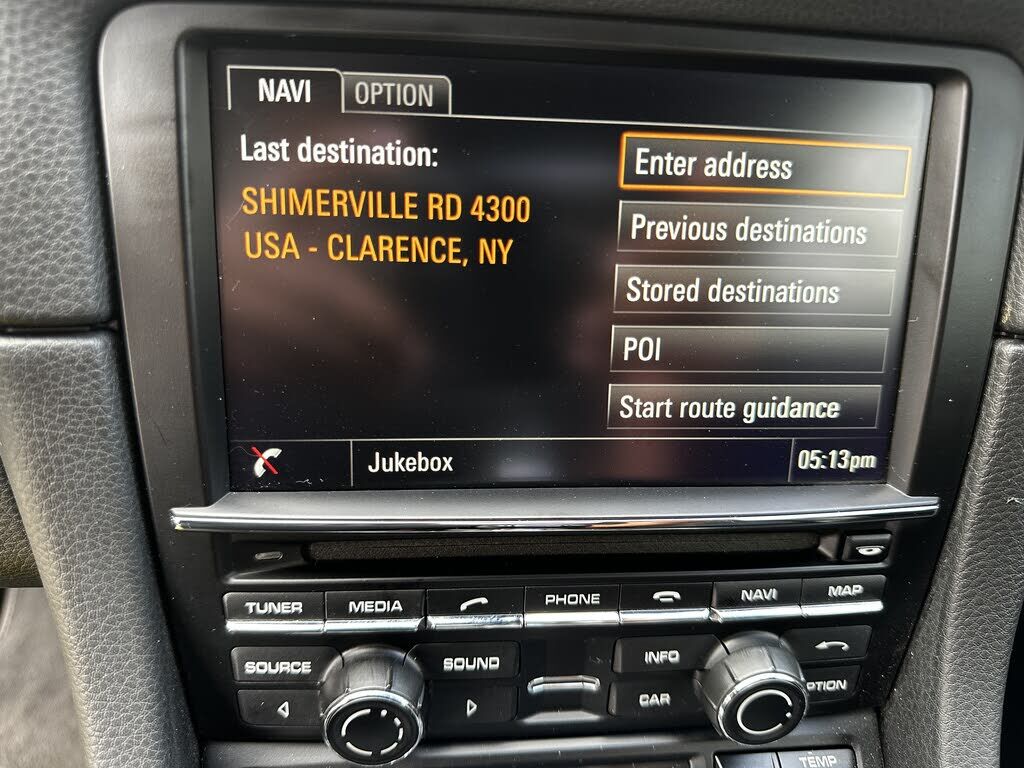 NAVI
OPTION
Last destination:
SHIMERVILLE RD 4300
USA - CLARENCE, NY
Enter address
Previous destinations
Stored destinations
POI
Start route guidance
Jukebox
05:13pm
TUNER
MEDIA
PHONE
NAVI
MAP
SOURCE
SOUND
INFO
CAR
TEMP